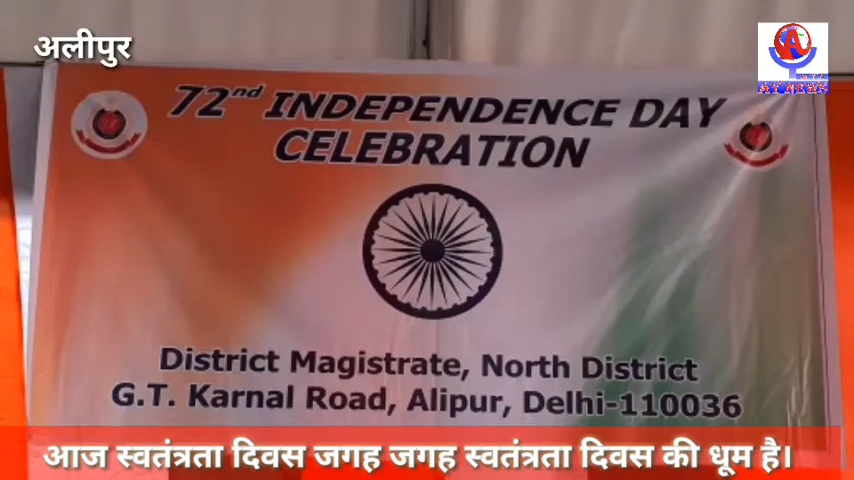 अलीपुर
72nd INDEPENDENCE DAY
CELEBRATION
District Magistrate, North District
G.T. Karnal Road, Alipur, Delhi-110036
आज स्वतंत्रता दिवस जगह जगह स्वतंत्रता दिवस की धूम है।